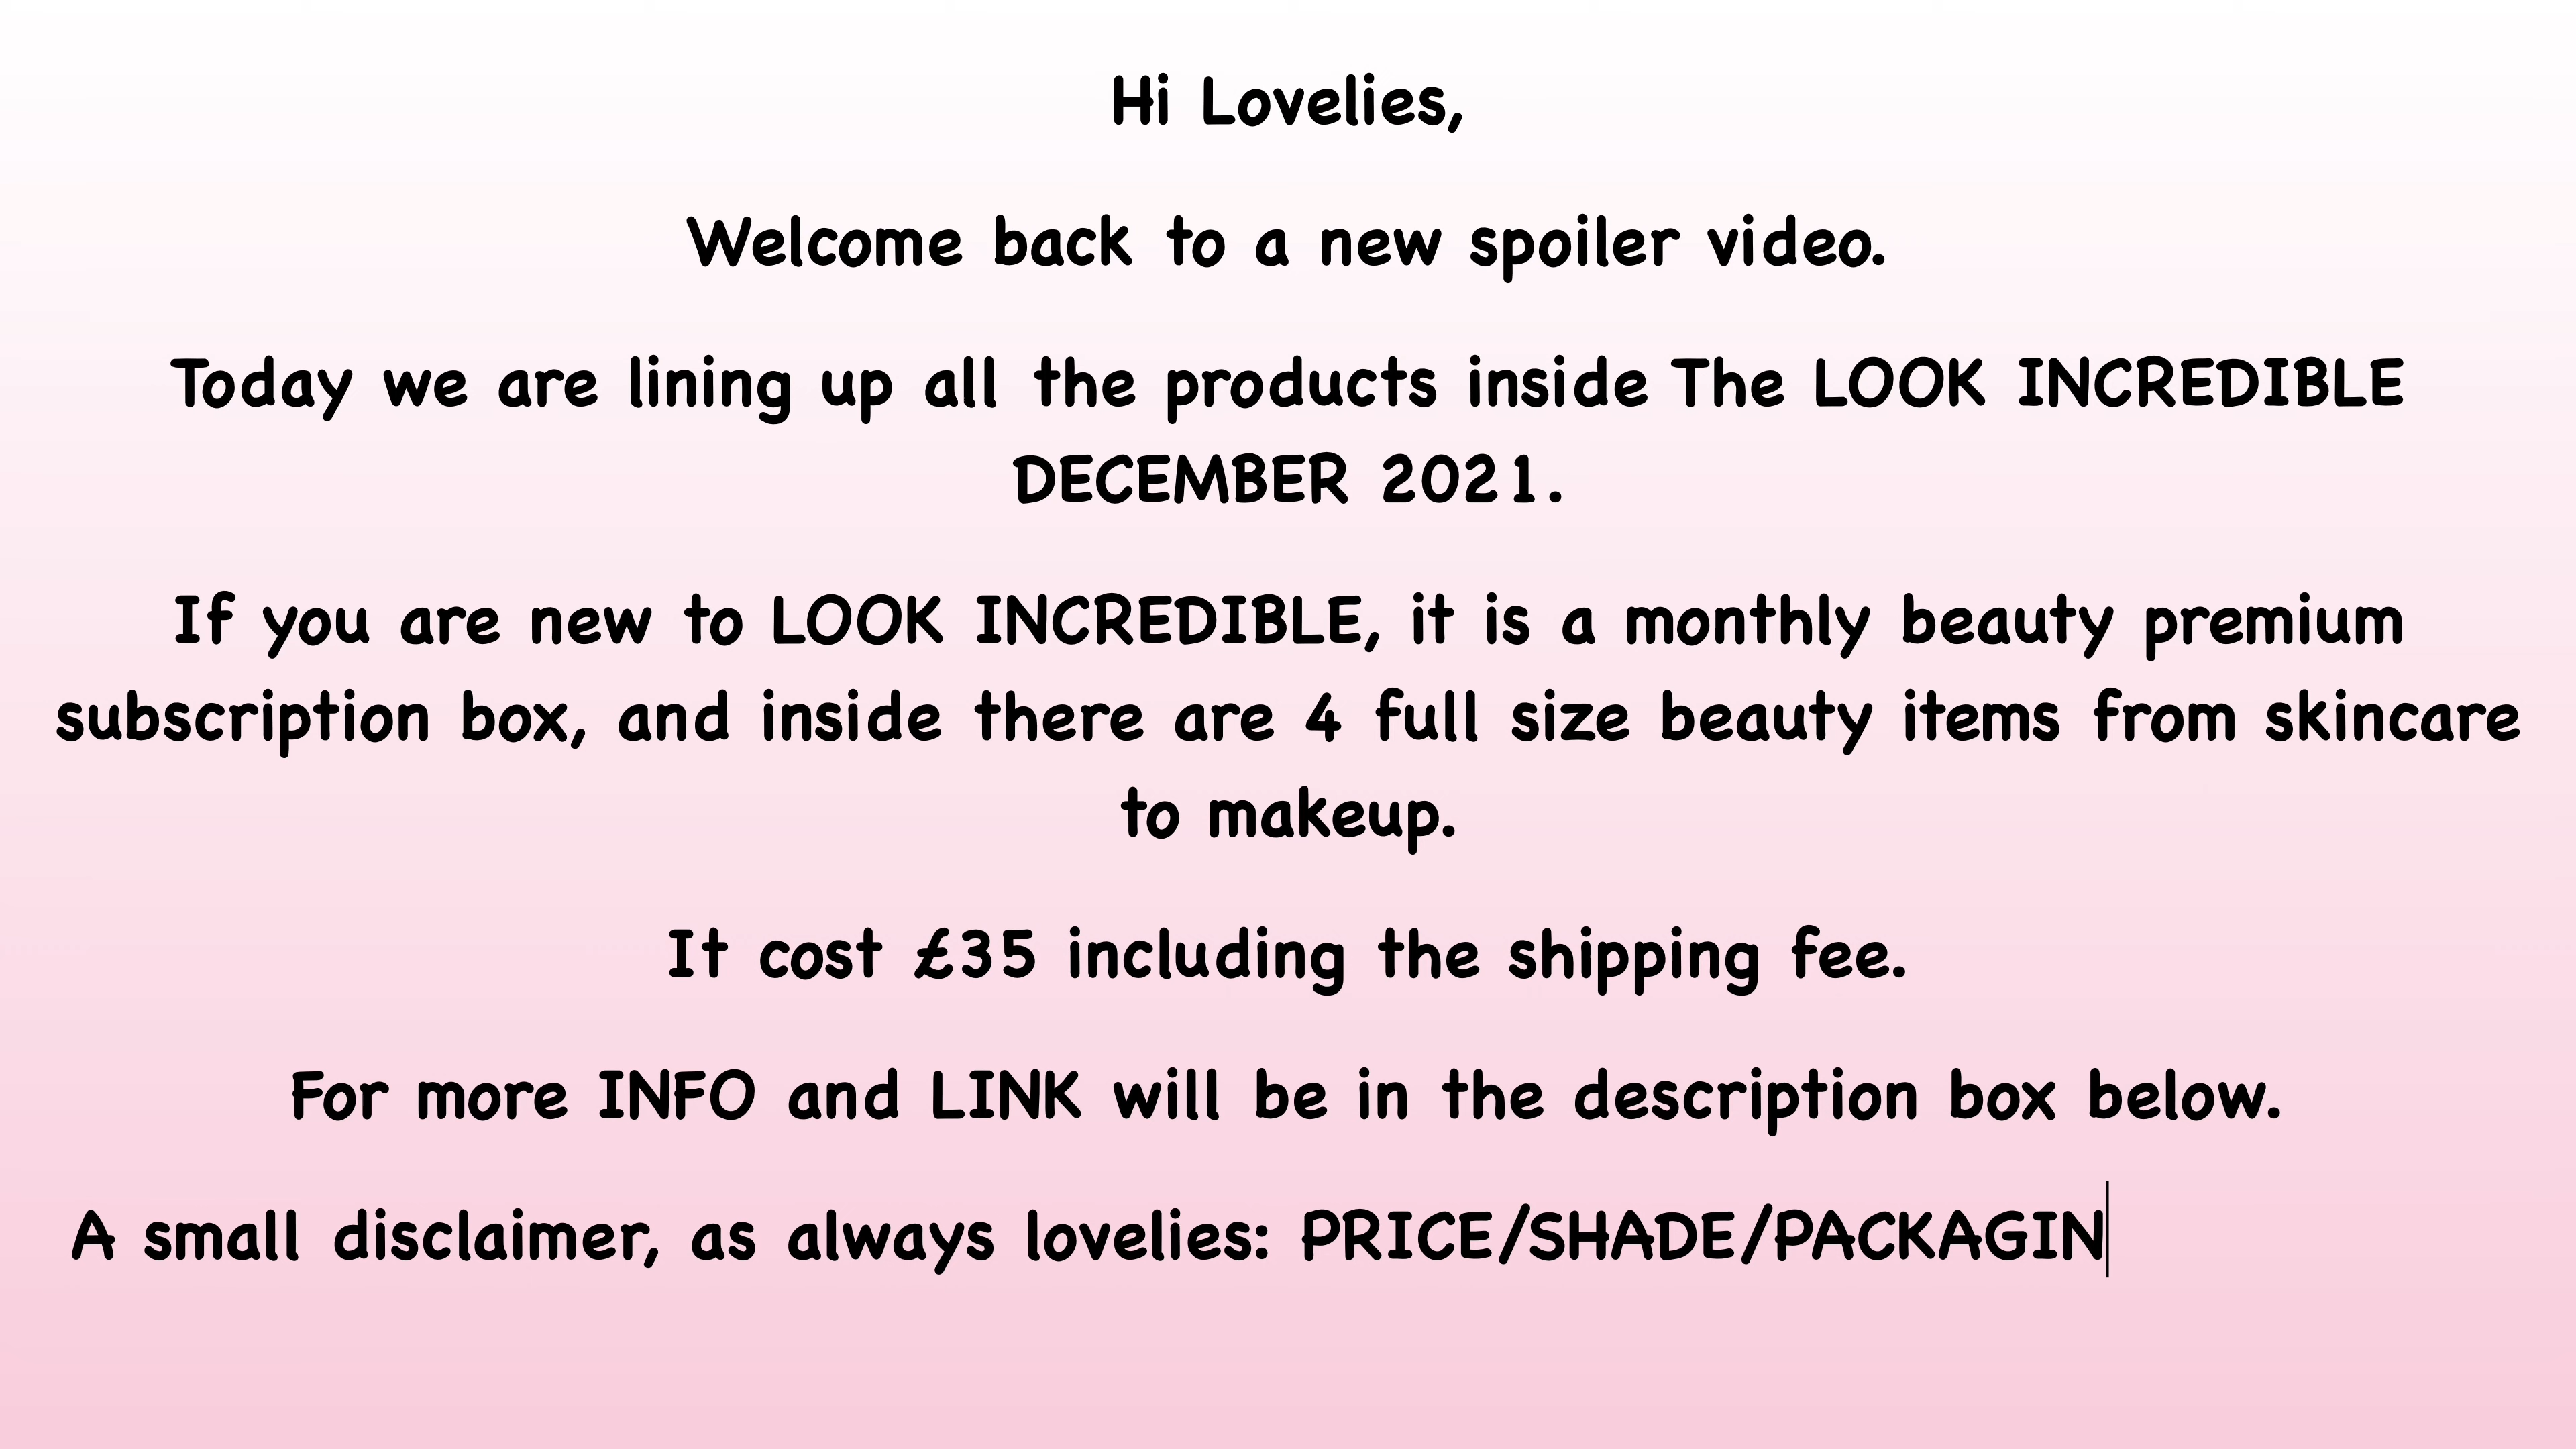 Hi Lovelies,
Welcome back to a new spoiler video.
Today we are lining up all the products inside The LOOK INCREDIBLE
DECEMBER 2021.
If you are new to LOOK INCREDIBLE, it is a monthly beauty premium
subscription box, and inside there are 4 full size beauty items from skincare
to makeup.
It cost £35 including the shipping fee.
For more INFO and LINK will be in the description box below.
A small disclaimer, as always lovelies: PRICE/SHADE/PACKAGIN